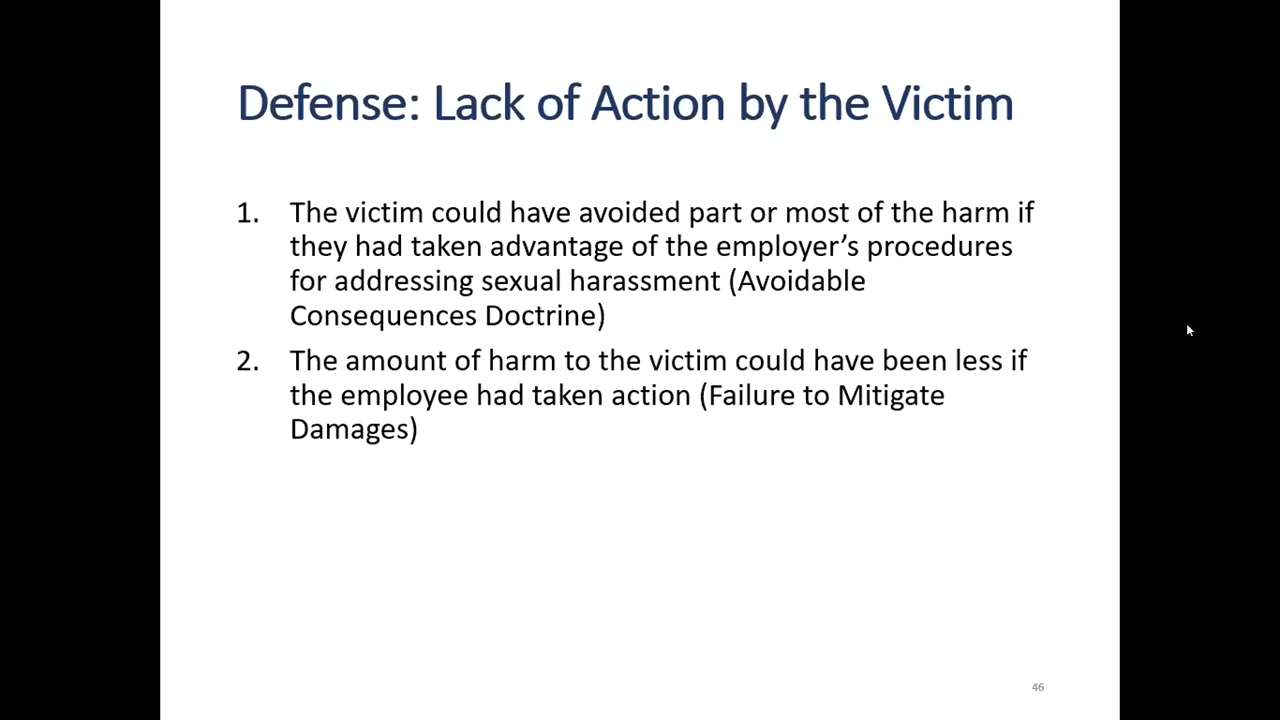 Defense: Lack of Action by the Victim
1. The victim could have avoided part or most of the harm if
they had taken advantage of the employer’s procedures
for addressing sexual harassment (Avoidable
Consequences Doctrine)
2. The amount of harm to the victim could have been less if
the employee had taken action (Failure to Mitigate
Damages)
46